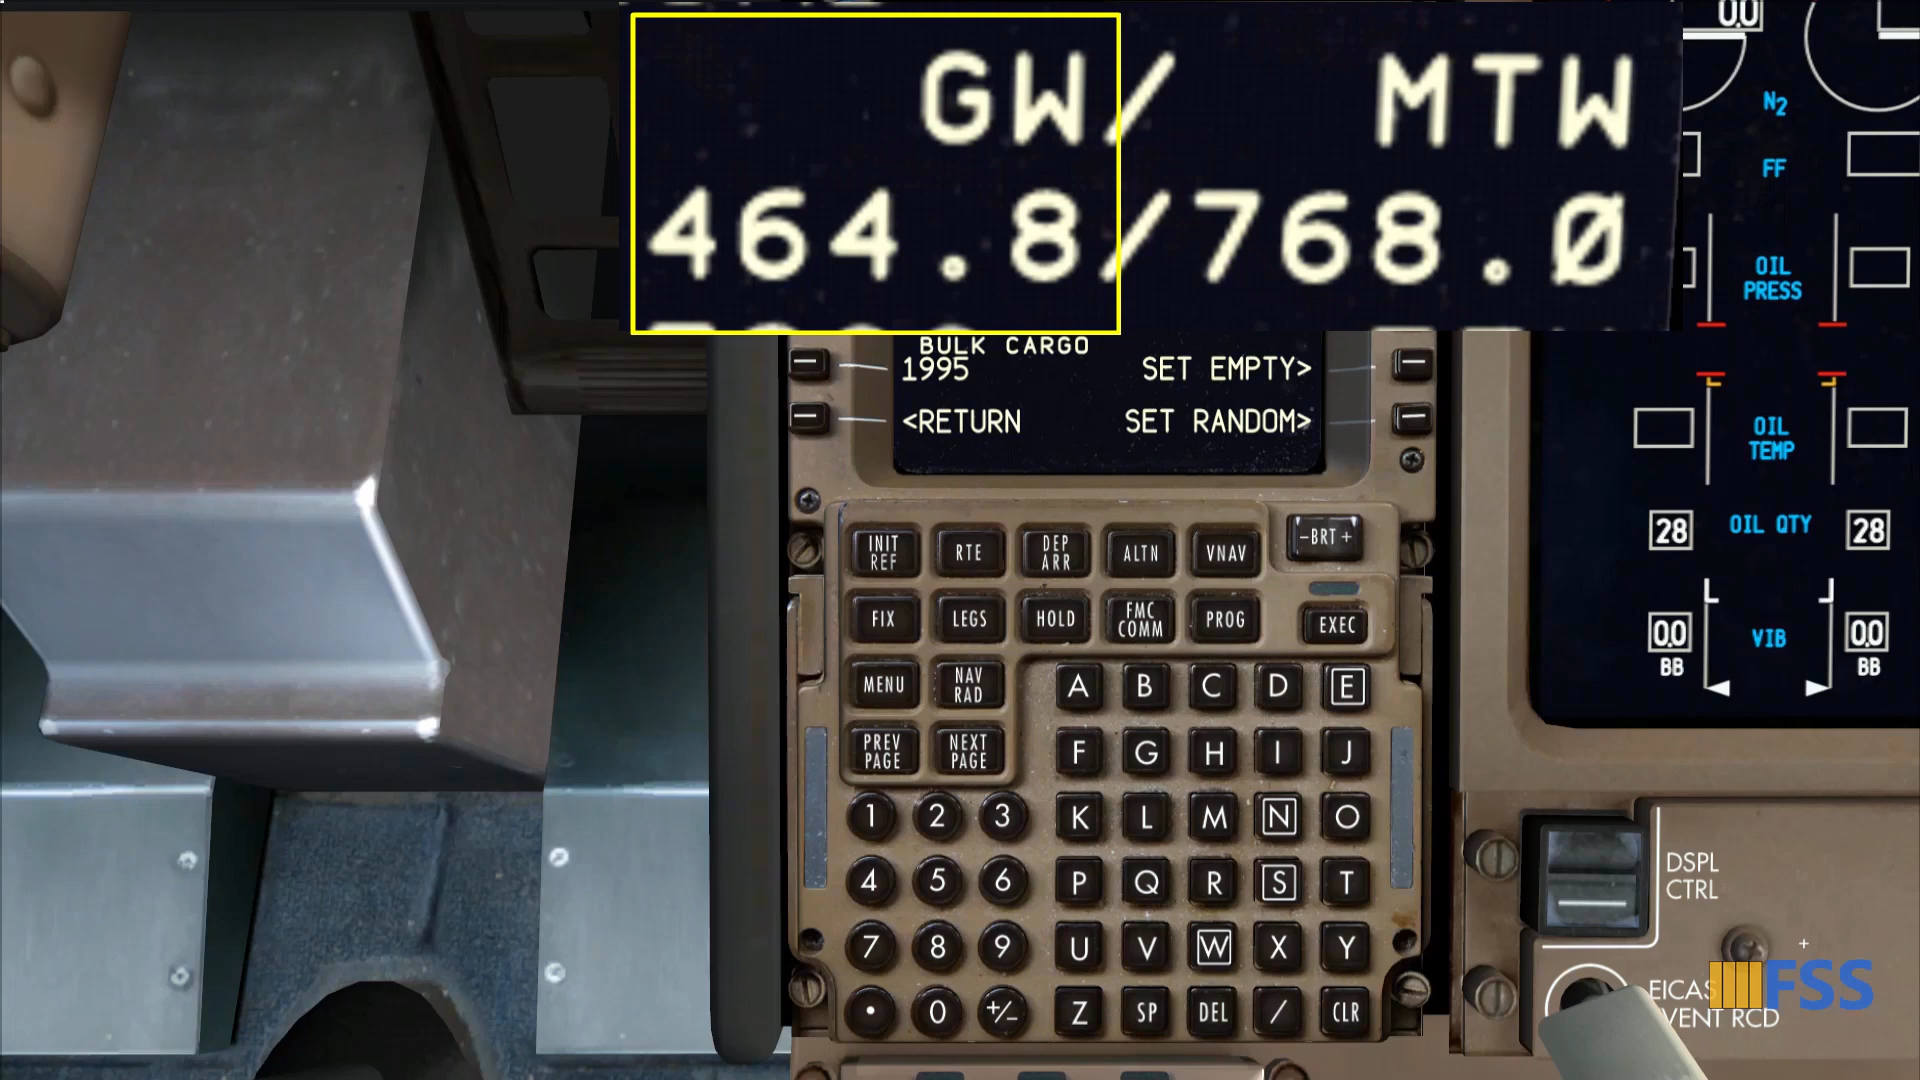 GW/ MTW
464.8/768.0
BULK CARGO
1995 SET EMPTY>
<RETURN SET RANDOM>
INIT REF
RTE
DEP ARR
ALTN
VNAV
-BRT+
FIX
LEGS
HOLD
FMC COMM
PROG
EXEC
MENU
NAV RAD
PREV PAGE
NEXT PAGE
A B C D E
F G H I J
1 2 3 K L M N O
4 5 6 P Q R S T
7 8 9 U V W X Y
. 0 +/- Z SP DEL / CLR
0.0
N2
FF
OIL
PRESS
OIL
TEMP
28 OIL QTY 28
0.0 VIB 0.0
BB BB
DSPL
CTRL
EICAS
VENT RCD
FSS